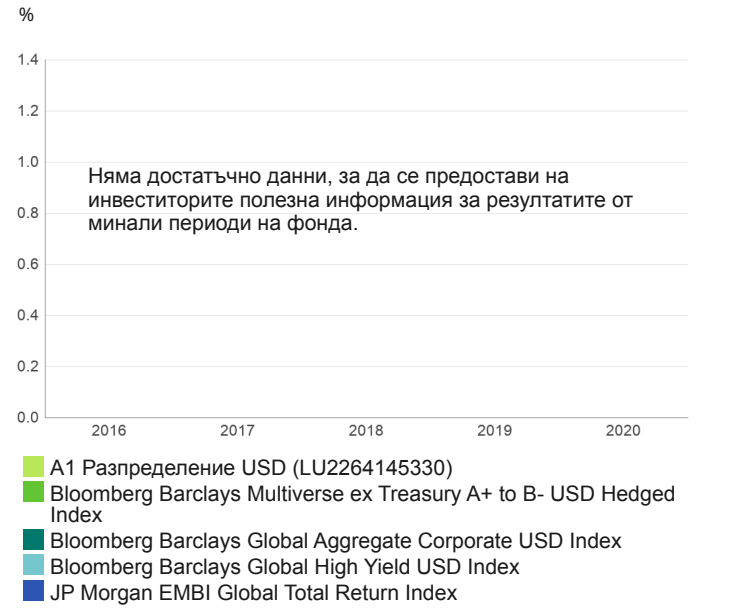 %
1.4
1.2
1.0
Няма достатъчно данни, за да се предостави на
инвеститорите полезна информация за резултатите от
0.8
минали периоди на фонда.
0.6
0.4
0.2
0.0
2016 2017 2018 2019 2020
A1 Разпределение USD (LU2264145330)
Bloomberg Barclays Multiverse ex Treasury A+ to B- USD Hedged
Index
Bloomberg Barclays Global Aggregate Corporate USD Index
Bloomberg Barclays Global High Yield USD Index
JP Morgan EMBI Global Total Return Index